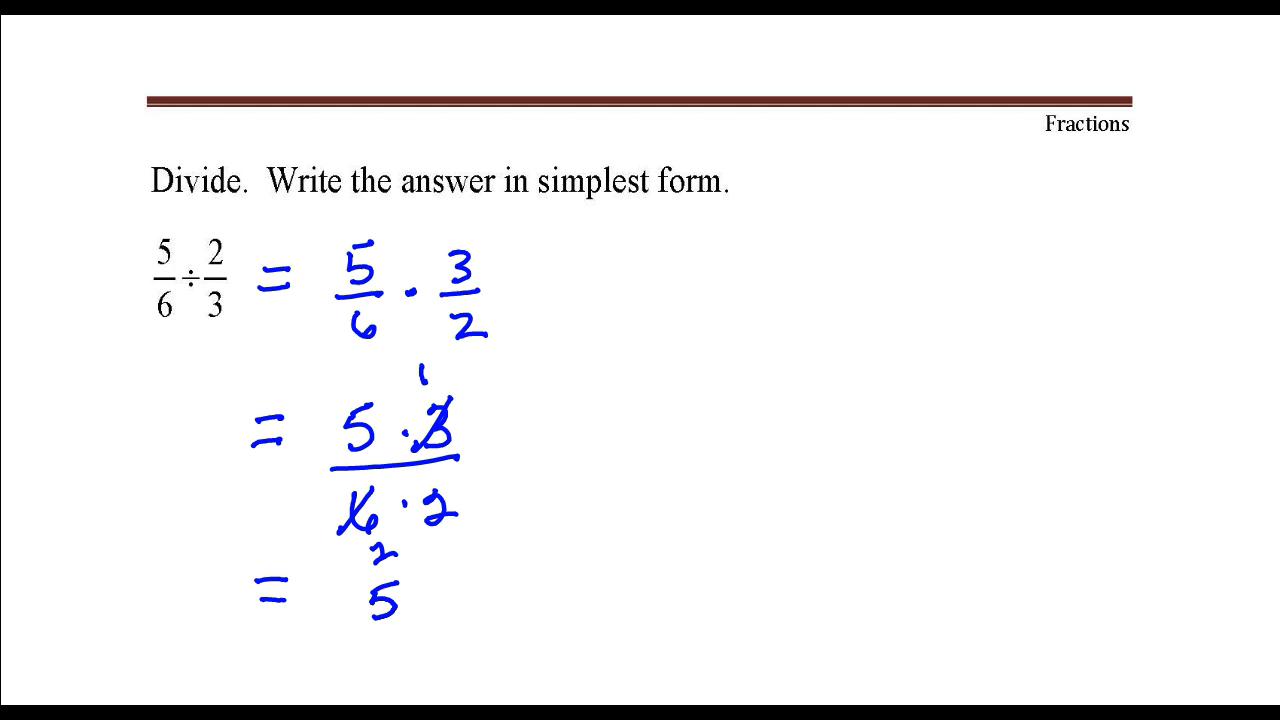 Fractions
Divide. Write the answer in simplest form.
5/6 ÷ 2/3 = 5/6 · 3/2
1
= 5 · 3 / 6 · 2
2
= 5